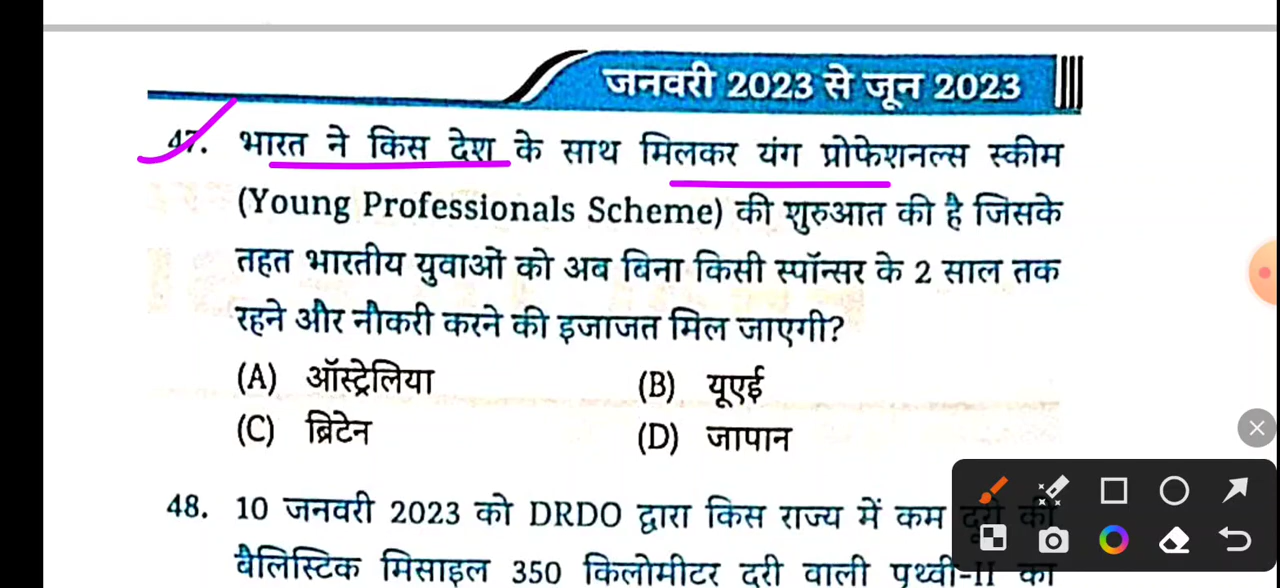 जनवरी 2023 से जून 2023
47. भारत ने किस देश के साथ मिलकर यंग प्रोफेशनल्स स्कीम
(Young Professionals Scheme) की शुरुआत की है जिसके
तहत भारतीय युवाओं को अब बिना किसी स्पॉन्सर के 2 साल तक
रहने और नौकरी करने की इजाजत मिल जाएगी?
(A) ऑस्ट्रेलिया (B) यूएई
(C) ब्रिटेन (D) जापान
48. 10 जनवरी 2023 को DRDO द्वारा किस राज्य में कम दूरी की
बैलिस्टिक मिसाइल 350 किलोमीटर दूरी वाली पृथ्वी-II का